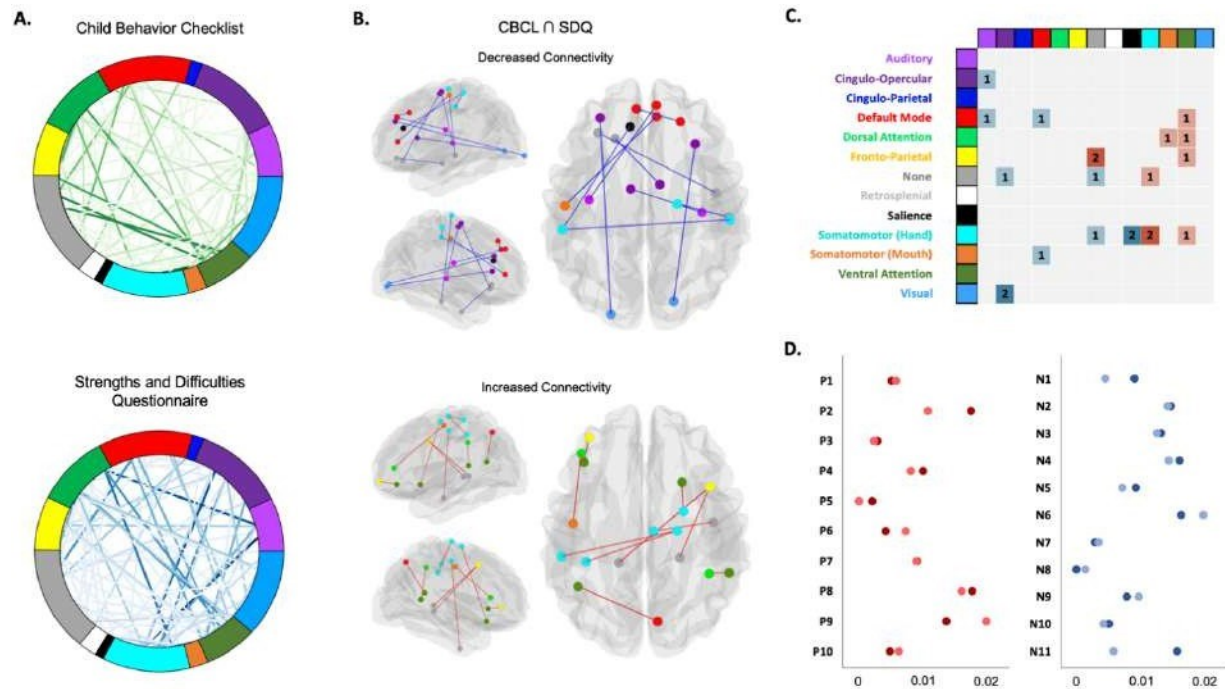 A.
Child Behavior Checklist
Strengths and Difficulties
Questionnaire
B.
CBCL ∩ SDQ
Decreased Connectivity
Increased Connectivity
C.
Auditory
Cingulo-Opercular
1
Cingulo-Parietal
Default Mode
1 1 1
Dorsal Attention
1 1
Fronto-Parietal
2 1
None
1 1 1
Retrosplenial
Salience
Somatomotor (Hand)
1 2 2 1
Somatomotor (Mouth)
1
Ventral Attention
Visual
2
D.
P1
P2
P3
P4
P5
P6
P7
P8
P9
P10
0 0.01 0.02
N1
N2
N3
N4
N5
N6
N7
N8
N9
N10
N11
0 0.01 0.02